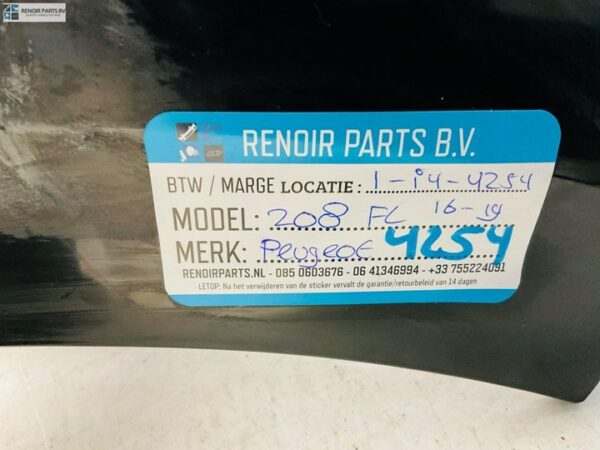 RENOIR PARTS BV
RENOIR PARTS B.V.
BTW / MARGE LOCATIE : 1-i4-4254
MODEL: 208 FL 16-19
MERK: Peugeot 4254
RENOIRPARTS.NL - 085 0603676 - 06 41346994 - +33 755224091
LETOP: Na het verwijderen van de sticker vervalt de garantie/retourbeleid van 14 dagen